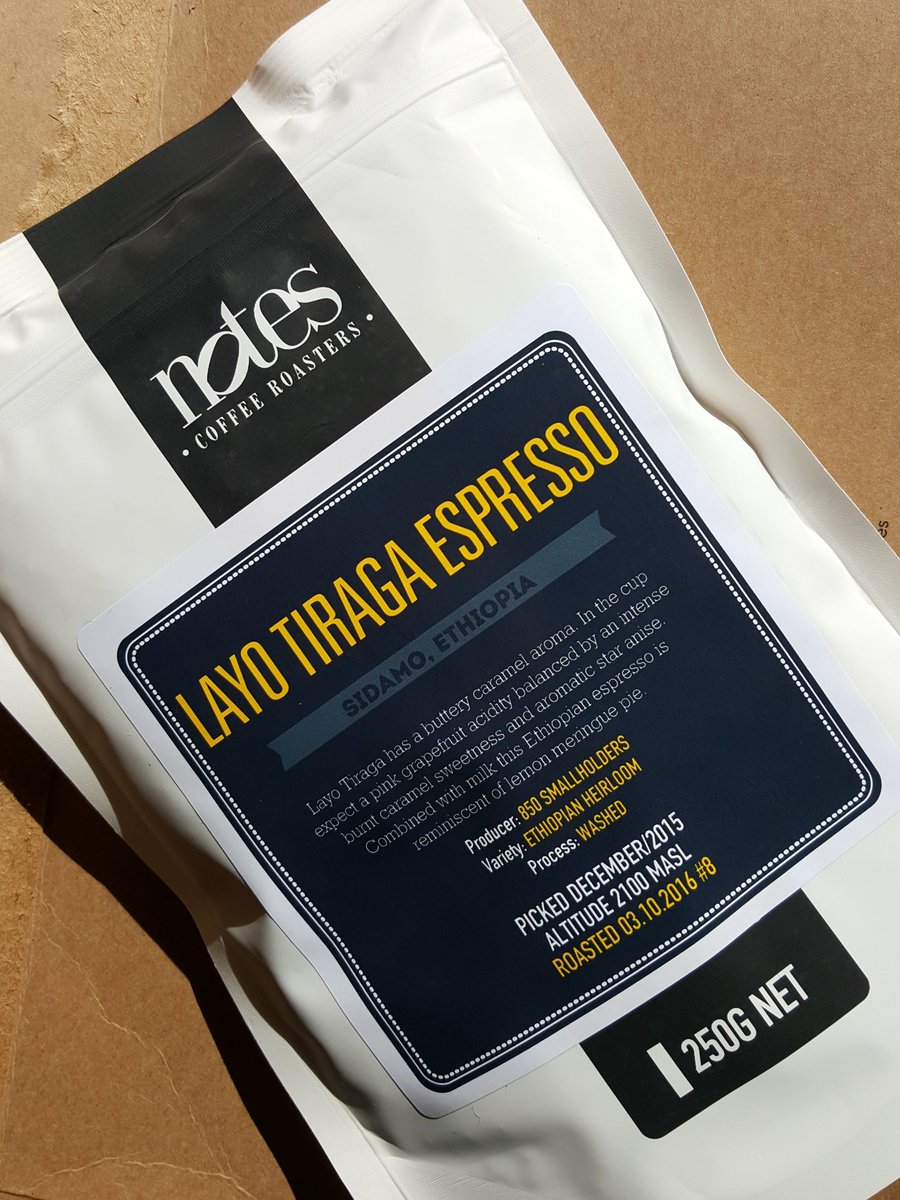 notes
• COFFEE ROASTERS •
LAYO TIRAGA ESPRESSO
SIDAMO, ETHIOPIA
Layo Tiraga has a buttery caramel aroma. In the cup
expect a pink grapefruit acidity balanced by an intense
burnt caramel sweetness and aromatic star anise.
Combined with milk this Ethiopian espresso is
reminiscent of lemon meringue pie.
Producer: 850 SMALLHOLDERS
Variety: ETHIOPIAN HEIRLOOM
Process: WASHED
PICKED DECEMBER/2015
ALTITUDE 2100 MASL
ROASTED 03.10.2016 #8
250G NET